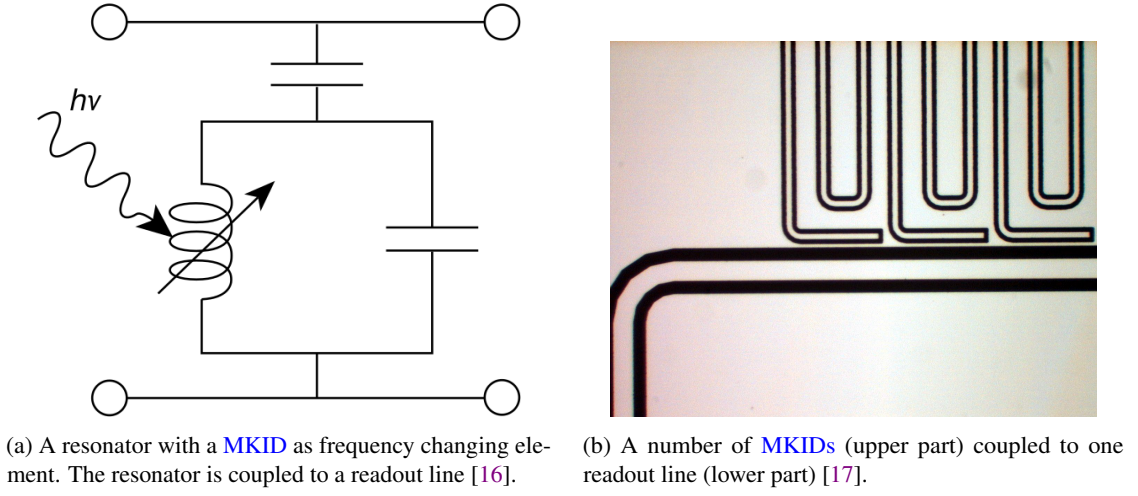 hν
(a) A resonator with a MKID as frequency changing ele-
ment. The resonator is coupled to a readout line [16].
(b) A number of MKIDs (upper part) coupled to one
readout line (lower part) [17].